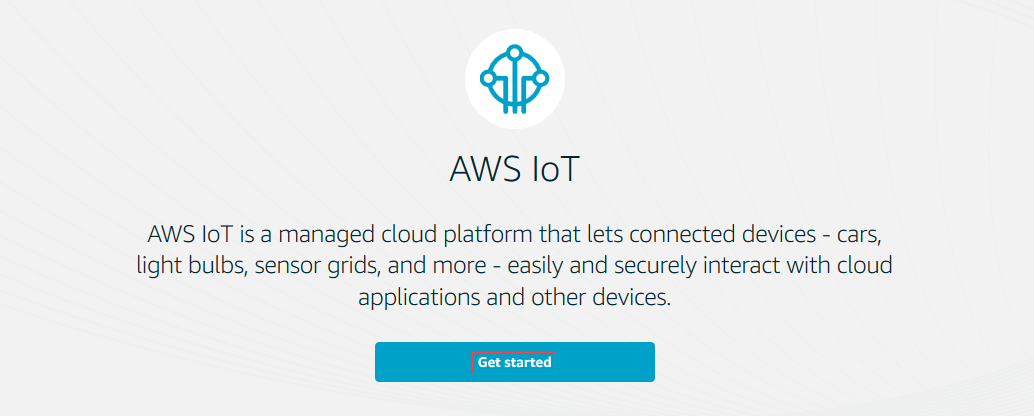 AWS IoT
AWS IoT is a managed cloud platform that lets connected devices - cars,
light bulbs, sensor grids, and more - easily and securely interact with cloud
applications and other devices.
Get started